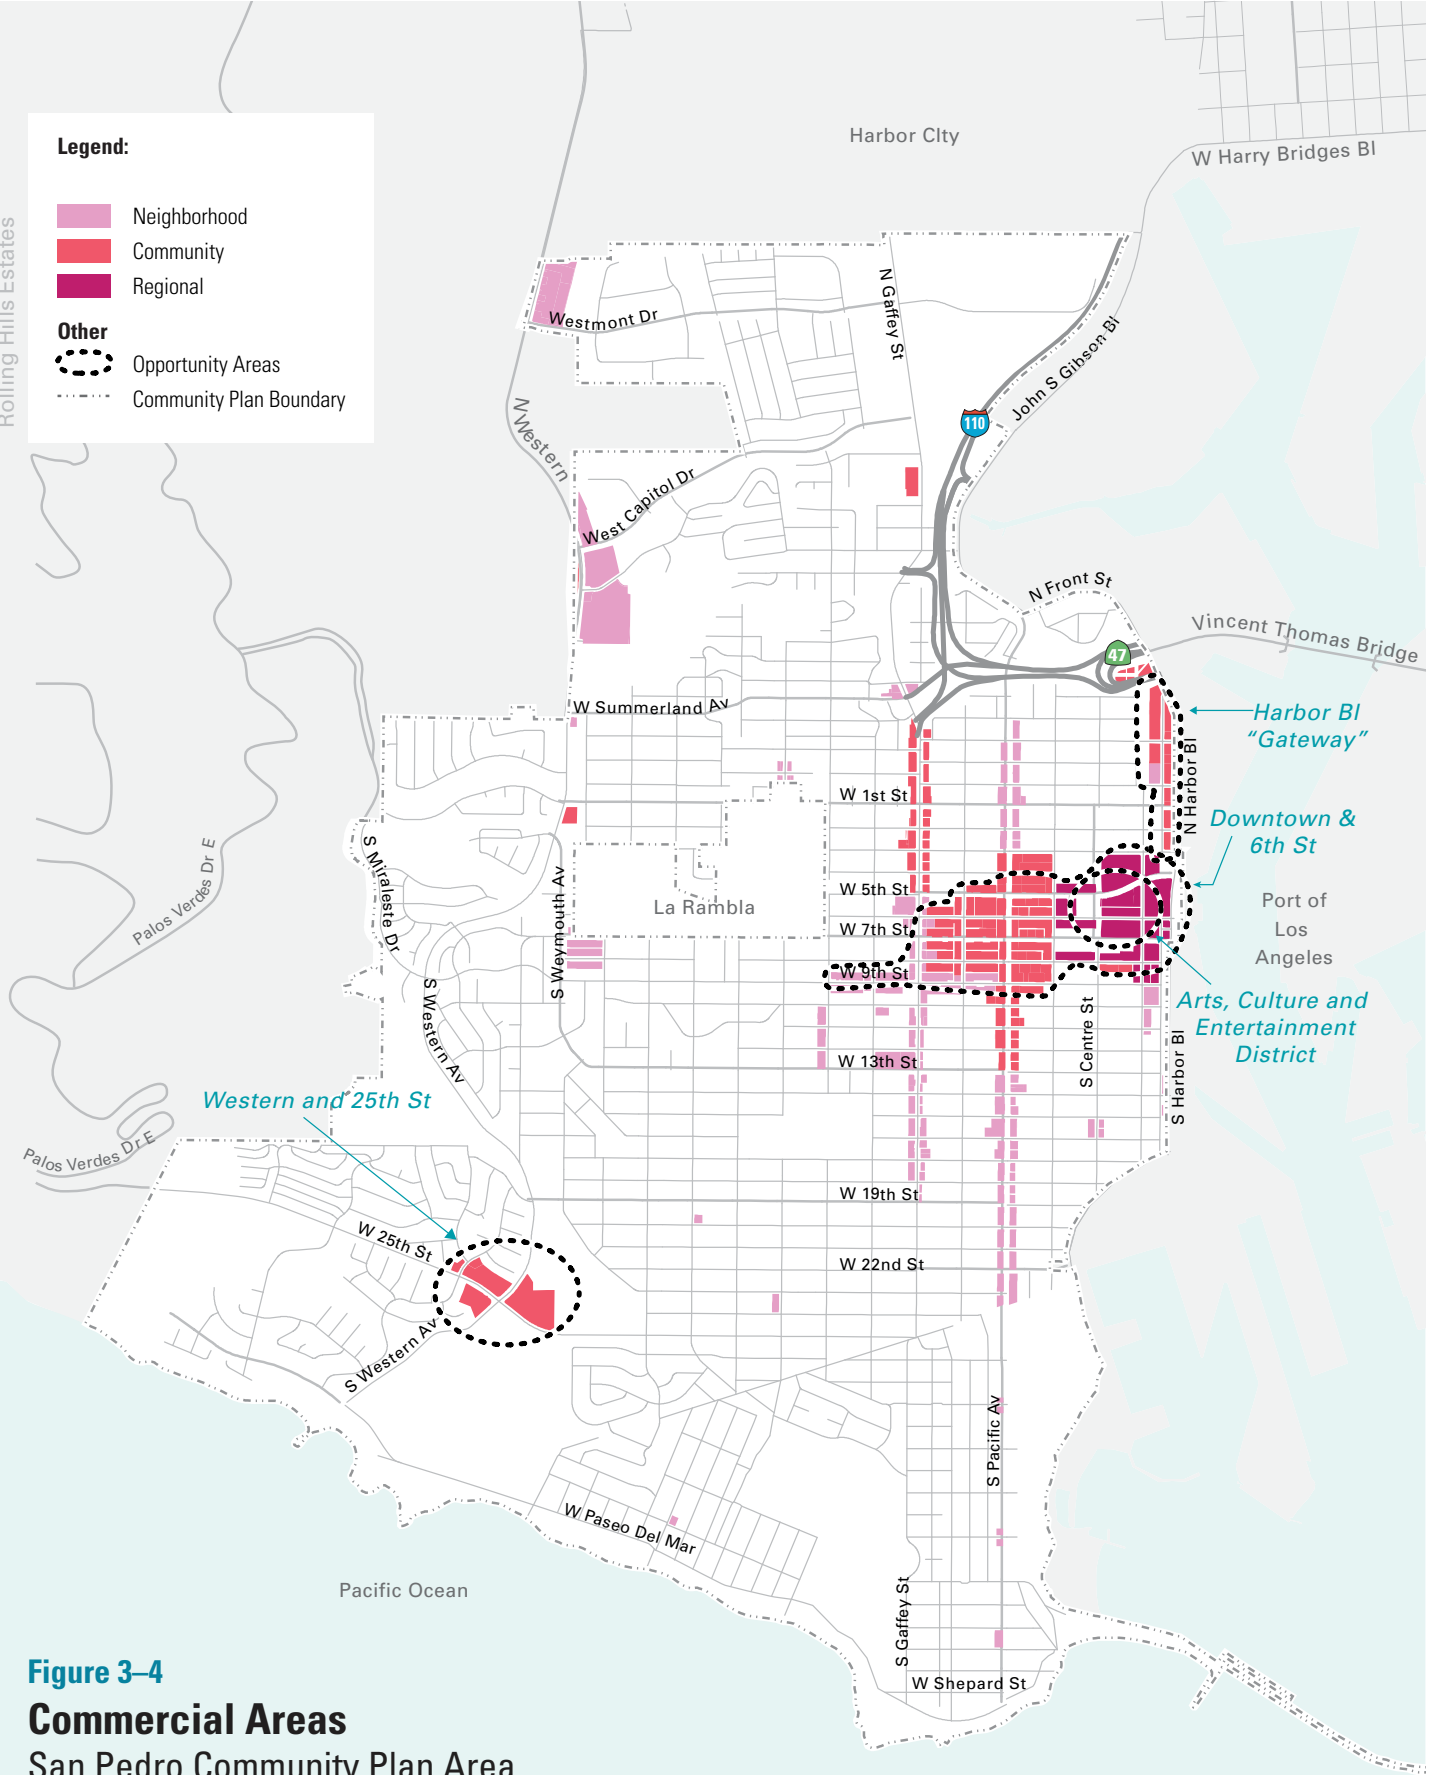 Harbor CIty
W Harry Bridges Bl
Legend:
Neighborhood
Community
Regional
Other
Opportunity Areas
Community Plan Boundary
Rolling Hills Estates
Westmont Dr
N Gaffey St
John S Gibson Bl
110
N Western
West Capitol Dr
N Front St
Vincent Thomas Bridge
47
W Summerland Av
Harbor Bl
“Gateway”
N Harbor Bl
W 1st St
Downtown &
6th St
S Miraleste Dr
Palos Verdes Dr E
S Weymouth Av
W 5th St
La Rambla
W 7th St
Port of
Los
Angeles
W 9th St
S Western Av
S Centre St
Arts, Culture and
Entertainment
District
W 13th St
S Harbor Bl
Western and 25th St
Palos Verdes Dr E
W 19th St
W 25th St
W 22nd St
S Western Av
S Pacific Av
W Paseo Del Mar
Pacific Ocean
S Gaffey St
W Shepard St
Figure 3–4
Commercial Areas
San Pedro Community Plan Area